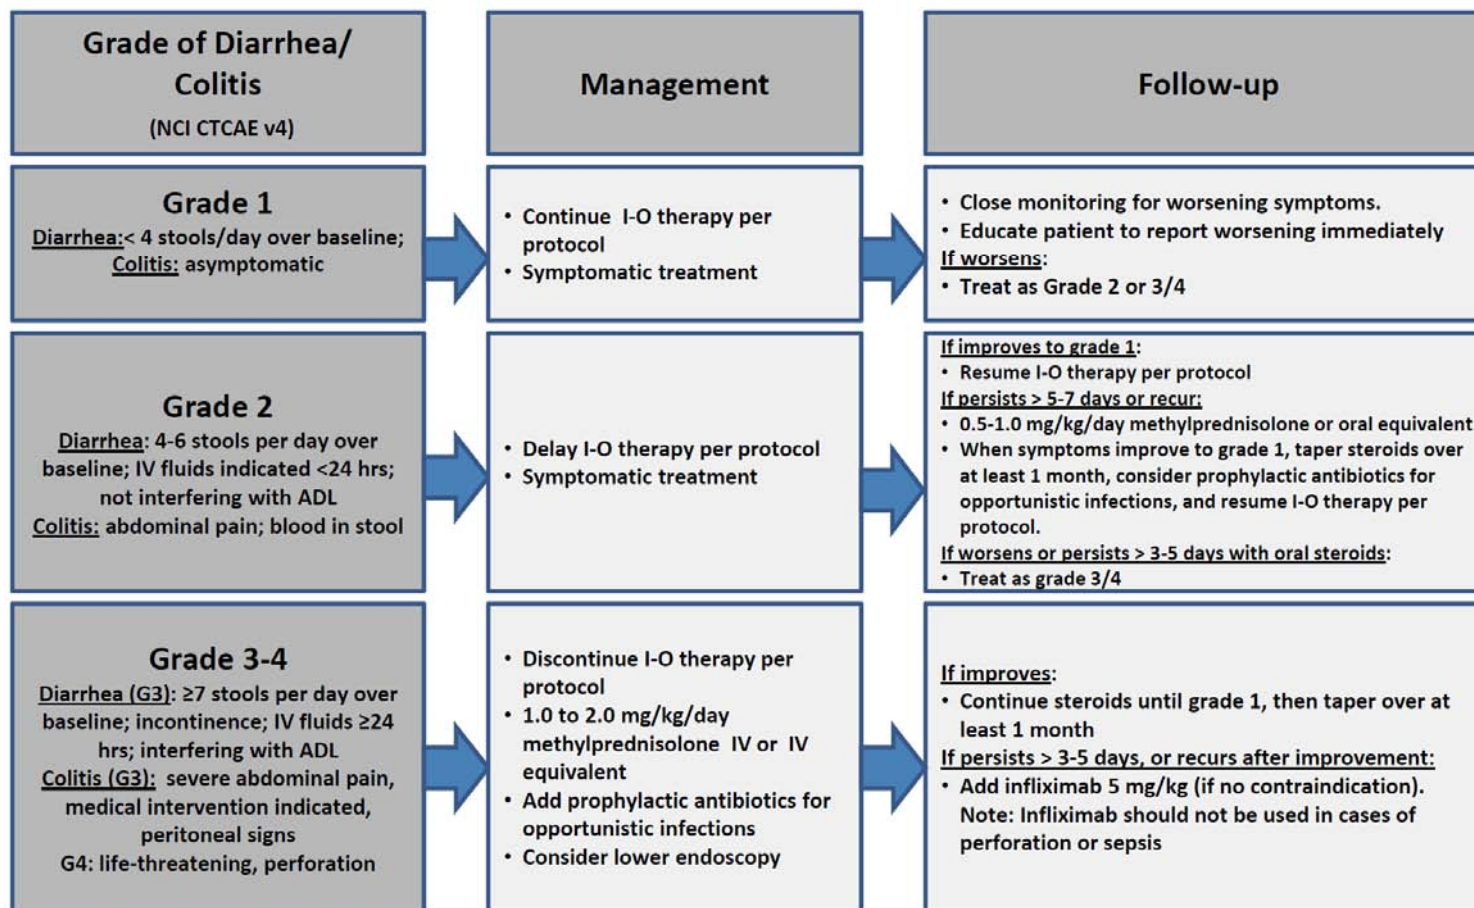 Grade of Diarrhea/
Colitis
(NCI CTCAE v4)
Management
Follow-up
Grade 1
Diarrhea:< 4 stools/day over baseline;
Colitis: asymptomatic
• Continue I-O therapy per
protocol
• Symptomatic treatment
• Close monitoring for worsening symptoms.
• Educate patient to report worsening immediately
If worsens:
• Treat as Grade 2 or 3/4
Grade 2
Diarrhea: 4-6 stools per day over
baseline; IV fluids indicated <24 hrs;
not interfering with ADL
Colitis: abdominal pain; blood in stool
• Delay I-O therapy per protocol
• Symptomatic treatment
If improves to grade 1:
• Resume I-O therapy per protocol
If persists > 5-7 days or recur:
• 0.5-1.0 mg/kg/day methylprednisolone or oral equivalent
• When symptoms improve to grade 1, taper steroids over
at least 1 month, consider prophylactic antibiotics for
opportunistic infections, and resume I-O therapy per
protocol.
If worsens or persists > 3-5 days with oral steroids:
• Treat as grade 3/4
Grade 3-4
Diarrhea (G3): ≥7 stools per day over
baseline; incontinence; IV fluids ≥24
hrs; interfering with ADL
Colitis (G3): severe abdominal pain,
medical intervention indicated,
peritoneal signs
G4: life-threatening, perforation
• Discontinue I-O therapy per
protocol
• 1.0 to 2.0 mg/kg/day
methylprednisolone IV or IV
equivalent
• Add prophylactic antibiotics for
opportunistic infections
• Consider lower endoscopy
If improves:
• Continue steroids until grade 1, then taper over at
least 1 month
If persists > 3-5 days, or recurs after improvement:
• Add infliximab 5 mg/kg (if no contraindication).
Note: Infliximab should not be used in cases of
perforation or sepsis